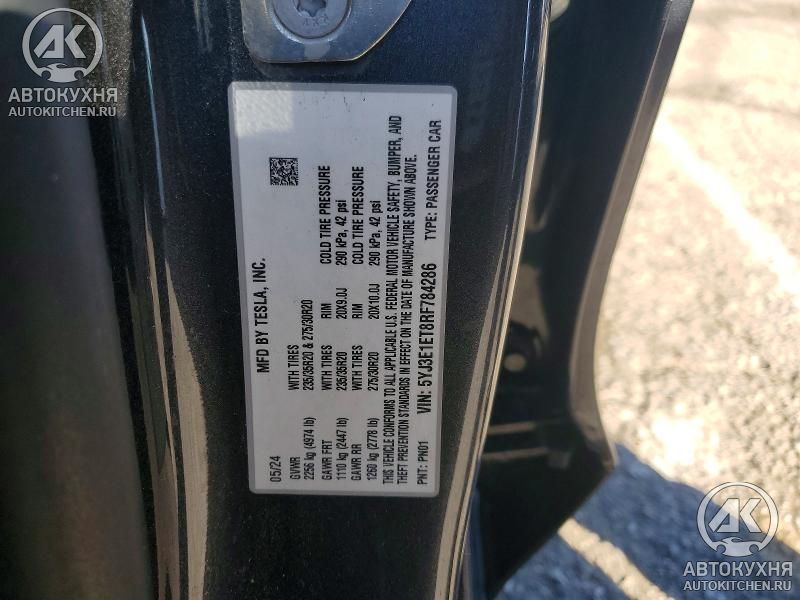 AK
АВТОКУХНЯ
AUTOKITCHEN.RU
MFD BY TESLA, INC.
05/24
GVWR WITH TIRES
2256 kg (4974 lb) 235/35R20 & 275/30R20
GAWR FRT WITH TIRES RIM COLD TIRE PRESSURE
1110 kg (2447 lb) 235/35R20 20X9.0J 290 kPa, 42 psi
GAWR RR WITH TIRES RIM COLD TIRE PRESSURE
1260 kg (2778 lb) 275/30R20 20X10.0J 290 kPa, 42 psi
THIS VEHICLE CONFORMS TO ALL APPLICABLE U.S. FEDERAL MOTOR VEHICLE SAFETY, BUMPER, AND
THEFT PREVENTION STANDARDS IN EFFECT ON THE DATE OF MANUFACTURE SHOWN ABOVE.
PNT: PN01 VIN: 5YJ3E1ET8RF784286 TYPE: PASSENGER CAR
AK
АВТОКУХНЯ
AUTOKITCHEN.RU